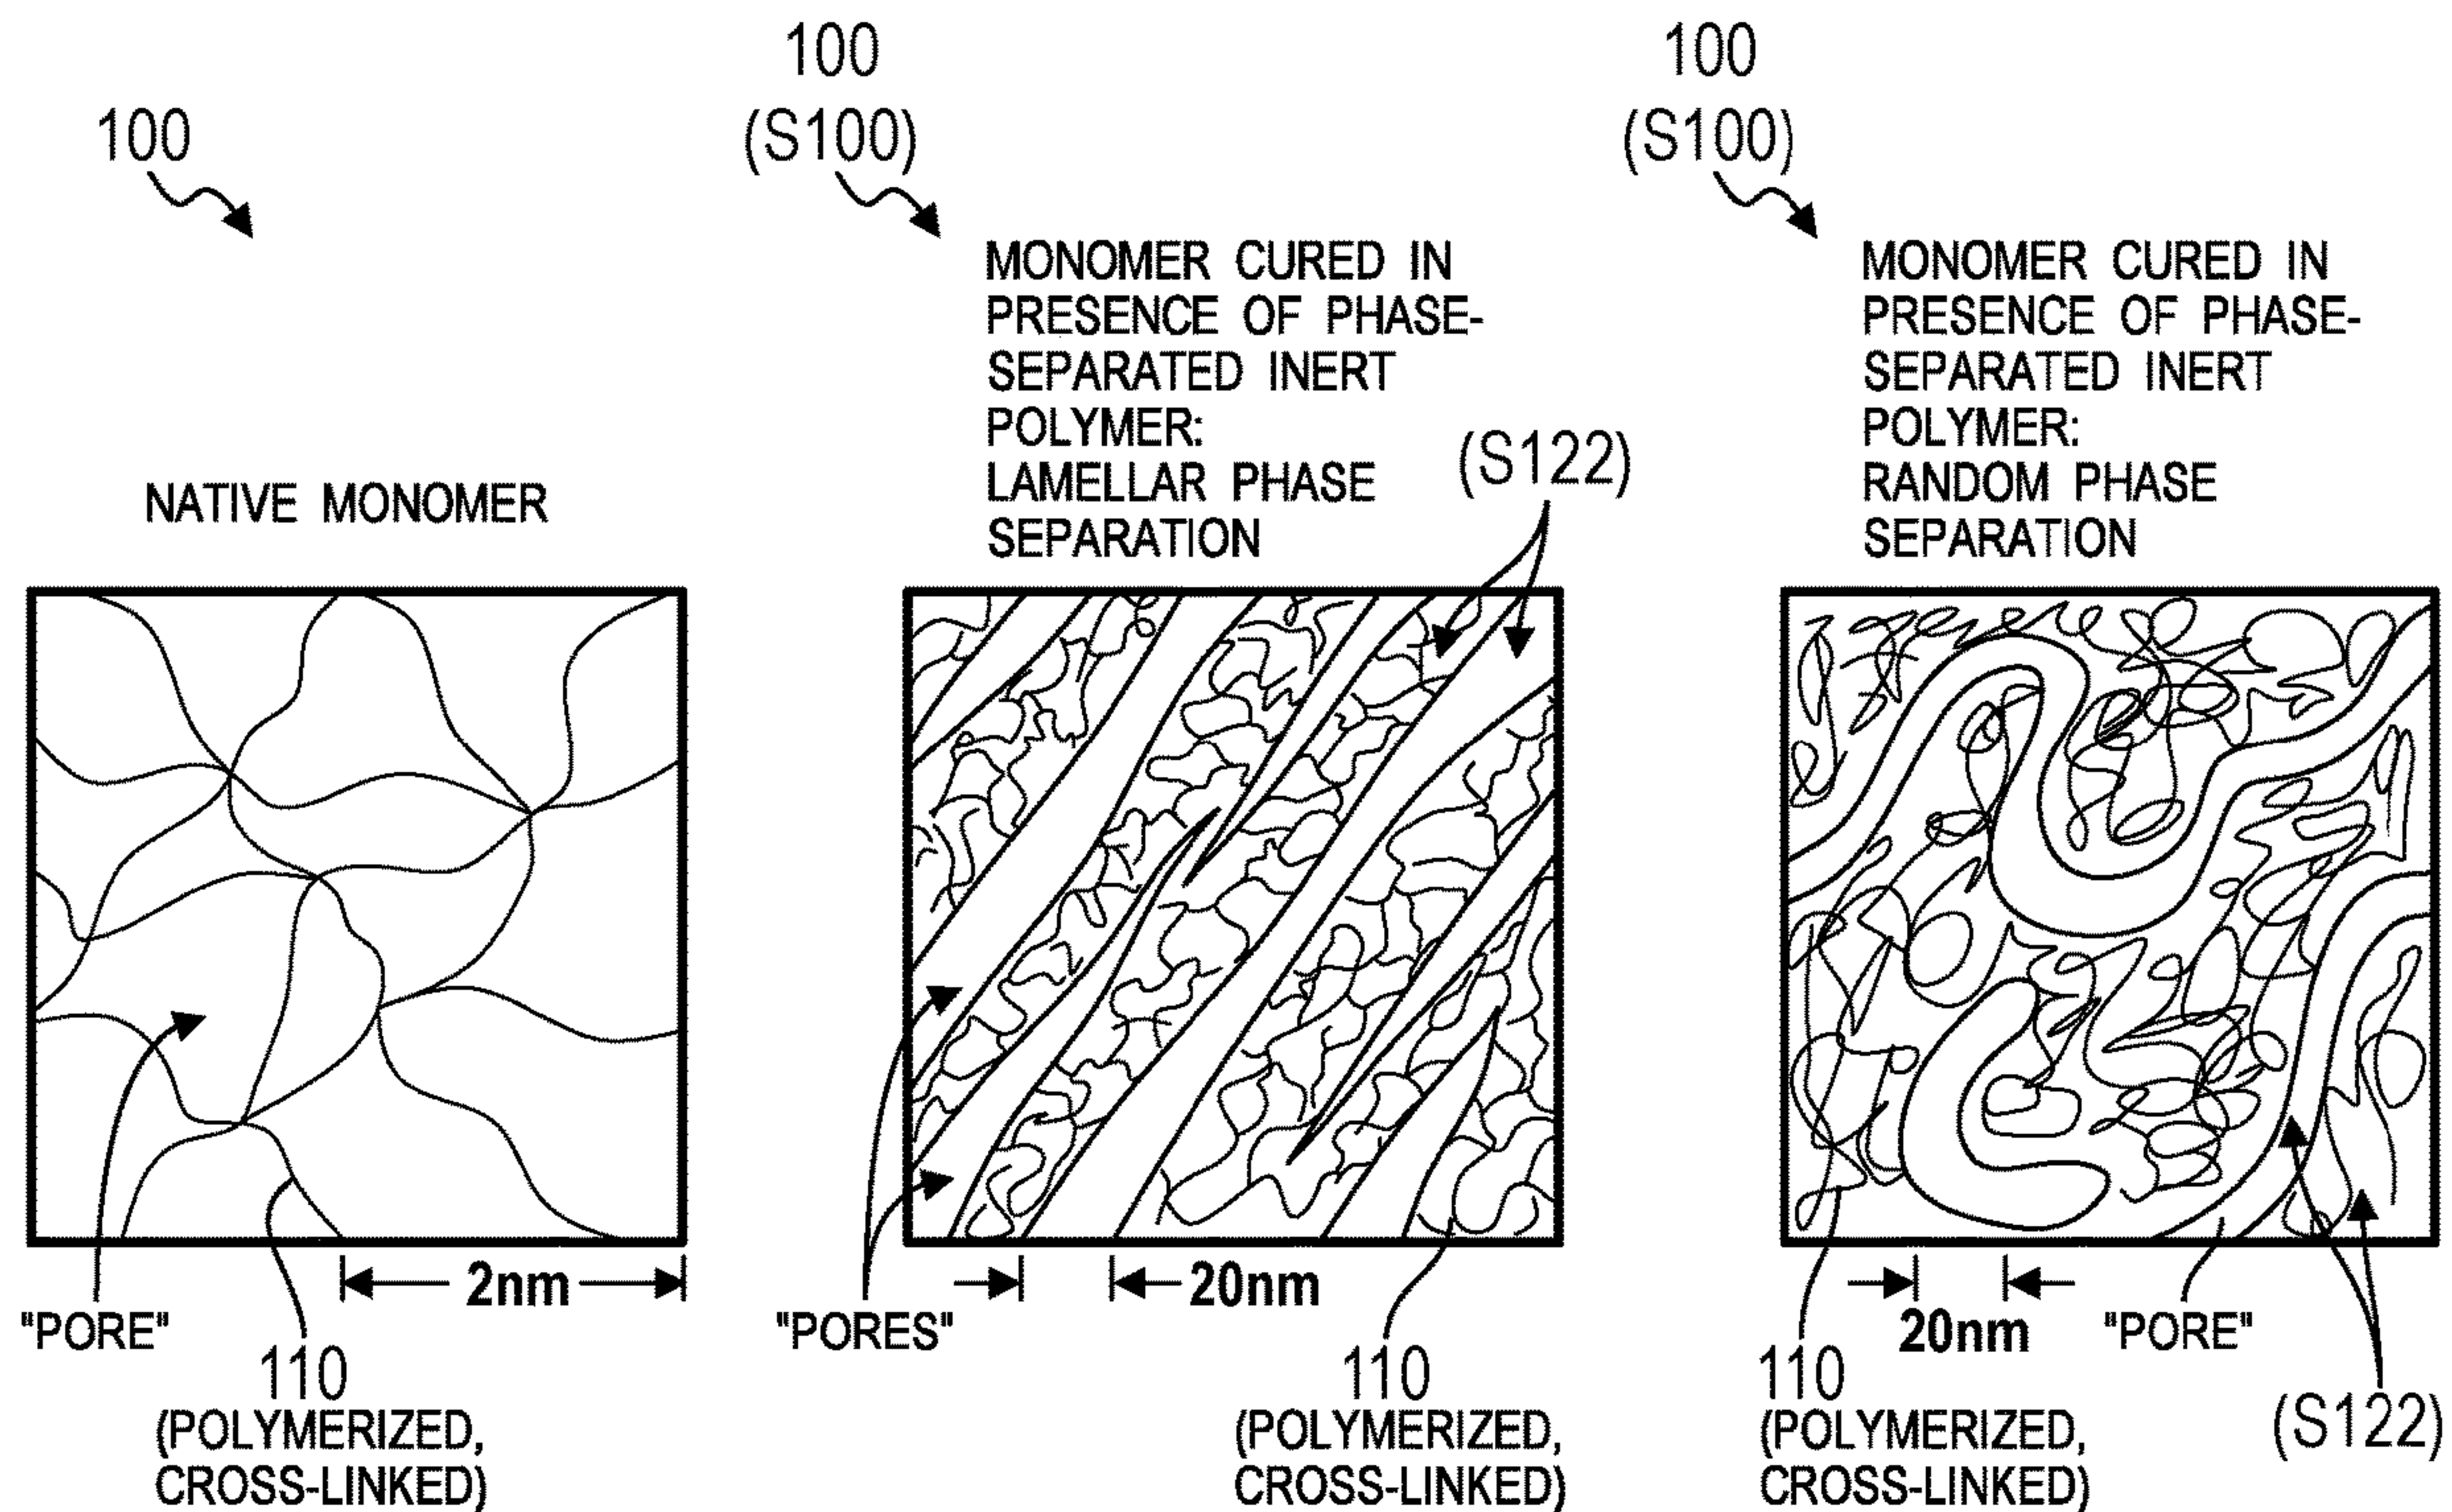 100
NATIVE MONOMER
"PORE"
2nm
110
(POLYMERIZED,
CROSS-LINKED)
100
(S100)
MONOMER CURED IN
PRESENCE OF PHASE-
SEPARATED INERT
POLYMER:
LAMELLAR PHASE
SEPARATION
(S122)
"PORES"
20nm
110
(POLYMERIZED,
CROSS-LINKED)
100
(S100)
MONOMER CURED IN
PRESENCE OF PHASE-
SEPARATED INERT
POLYMER:
RANDOM PHASE
SEPARATION
20nm
"PORE"
110
(POLYMERIZED,
CROSS-LINKED)
(S122)